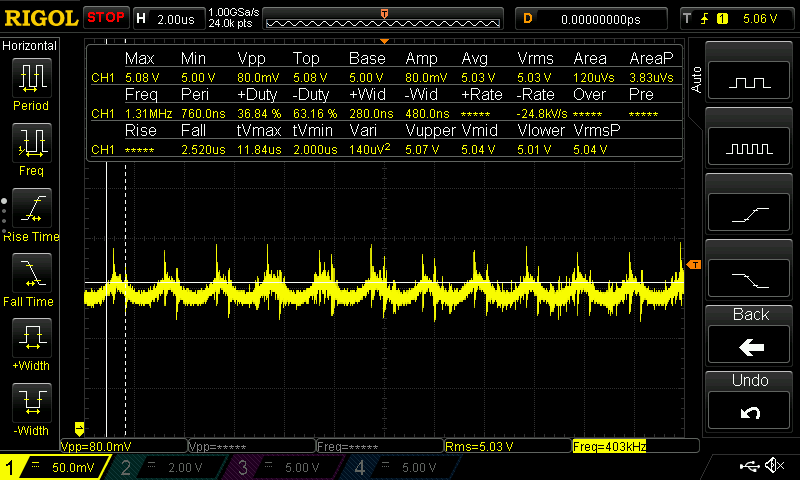 RIGOL STOP H 2.00us 1.00GSa/s 24.0k pts T D 0.00000000ps T 1 5.06 V
Horizontal
Period
Freq
Rise Time
Fall Time
+Width
-Width
Max Min Vpp Top Base Amp Avg Vrms Area AreaP
CH1 5.08 V 5.00 V 80.0mV 5.08 V 5.00 V 80.0mV 5.03 V 5.03 V 120uVs 3.83uVs
Freq Peri +Duty -Duty +Wid -Wid +Rate -Rate Over Pre
CH1 1.31MHz 760.0ns 36.84 % 63.16 % 280.0ns 480.0ns ***** -24.8kV/s ***** *****
Rise Fall tVmax tVmin Vari Vupper Vmid Vlower VrmsP
CH1 ***** 2.520us 11.84us 2.000us 140uV² 5.07 V 5.04 V 5.01 V 5.04 V
T
Auto
Back
Undo
Vpp=80.0mV Vpp=***** Freq=***** Rms=5.03 V Freq=403kHz
1 50.0mV 2 2.00 V 3 5.00 V 4 5.00 V